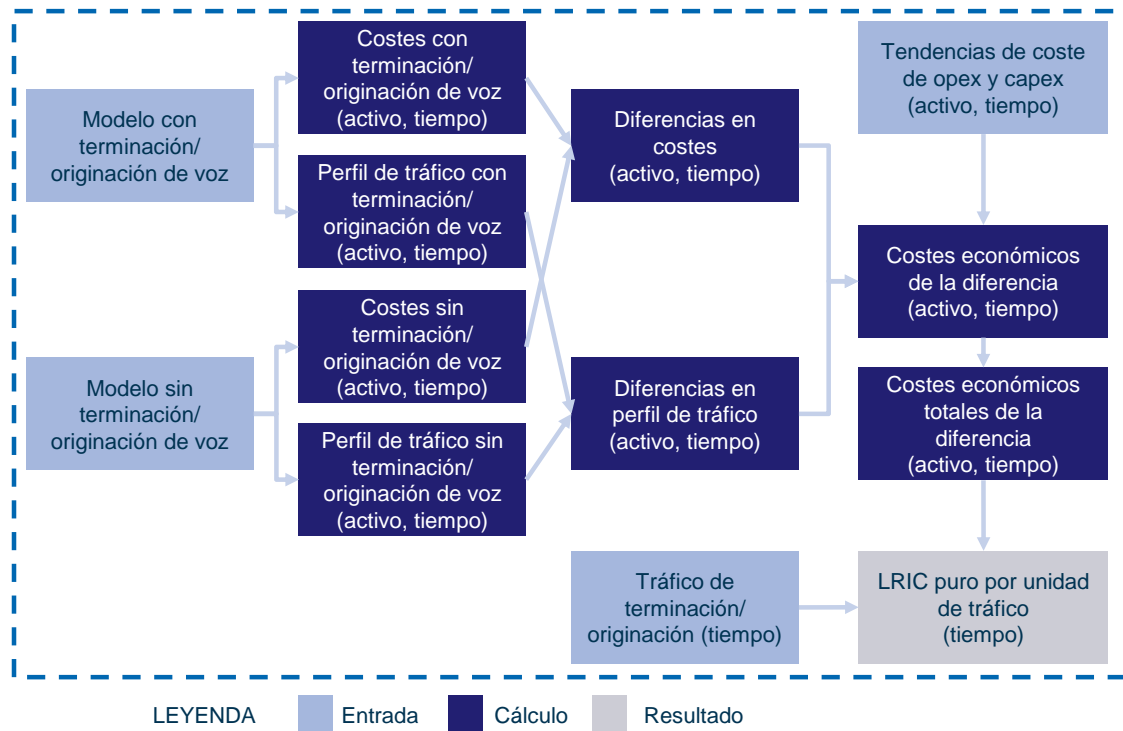 Modelo con
terminación/
originación de voz
Modelo sin
terminación/
originación de voz
Costes con
terminación/
originación de voz
(activo, tiempo)
Perfil de tráfico con
terminación/
originación de voz
(activo, tiempo)
Costes sin
terminación/
originación de voz
(activo, tiempo)
Perfil de tráfico sin
terminación/
originación de voz
(activo, tiempo)
Diferencias en
costes
(activo, tiempo)
Diferencias en
perfil de tráfico
(activo, tiempo)
Tráfico de
terminación/
originación (tiempo)
Tendencias de coste
de opex y capex
(activo, tiempo)
Costes económicos
de la diferencia
(activo, tiempo)
Costes económicos
totales de la
diferencia
(activo, tiempo)
LRIC puro por unidad
de tráfico
(tiempo)
LEYENDA Entrada Cálculo Resultado